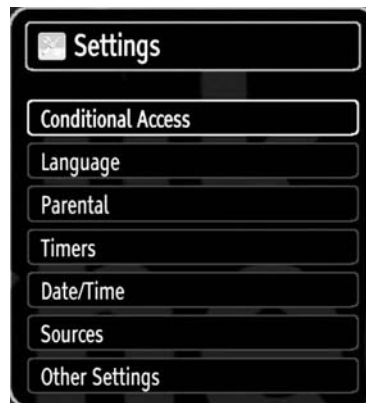 Settings
Conditional Access
Language
Parental
Timers
Date/Time
Sources
Other Settings